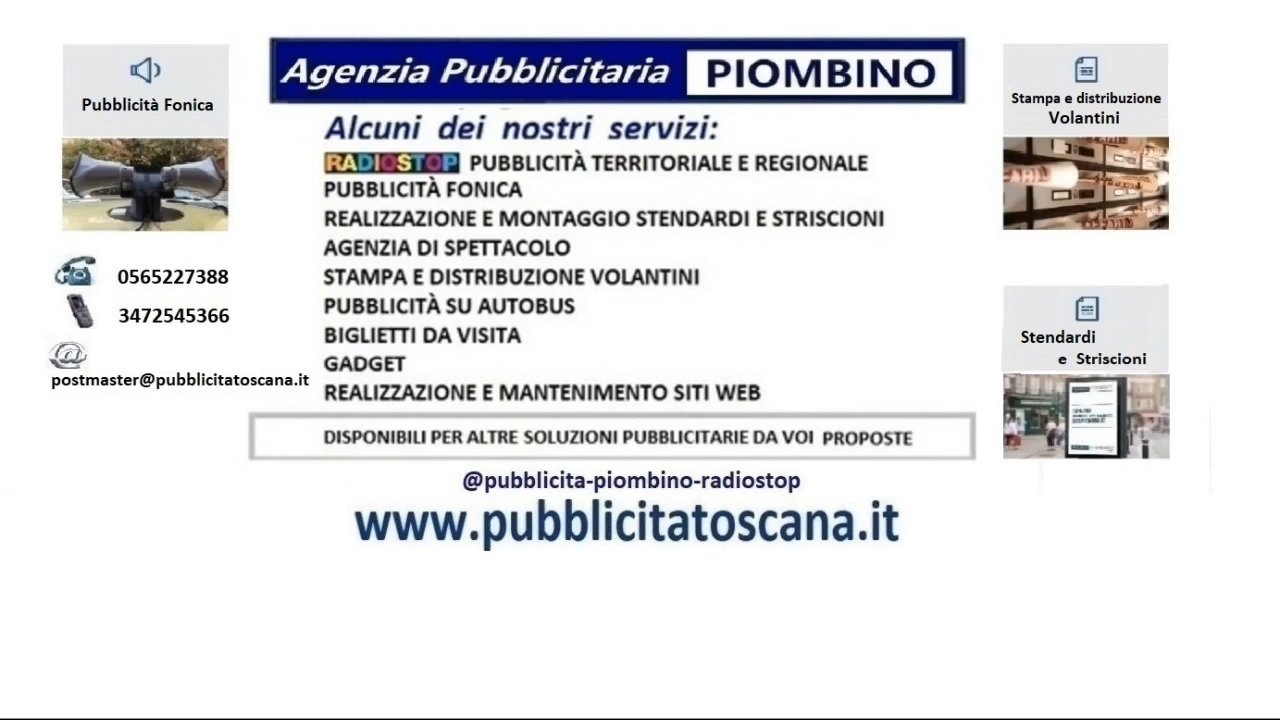 Agenzia Pubblicitaria PIOMBINO
Pubblicità Fonica
0565227388
3472545366
postmaster@pubblicitatoscana.it
Alcuni dei nostri servizi:
RADIOSTOP PUBBLICITÀ TERRITORIALE E REGIONALE
PUBBLICITÀ FONICA
REALIZZAZIONE E MONTAGGIO STENDARDI E STRISCIONI
AGENZIA DI SPETTACOLO
STAMPA E DISTRIBUZIONE VOLANTINI
PUBBLICITÀ SU AUTOBUS
BIGLIETTI DA VISITA
GADGET
REALIZZAZIONE E MANTENIMENTO SITI WEB
DISPONIBILI PER ALTRE SOLUZIONI PUBBLICITARIE DA VOI PROPOSTE
@pubblicita-piombino-radiostop
www.pubblicitatoscana.it
Stampa e distribuzione
Volantini
Stendardi
e Striscioni